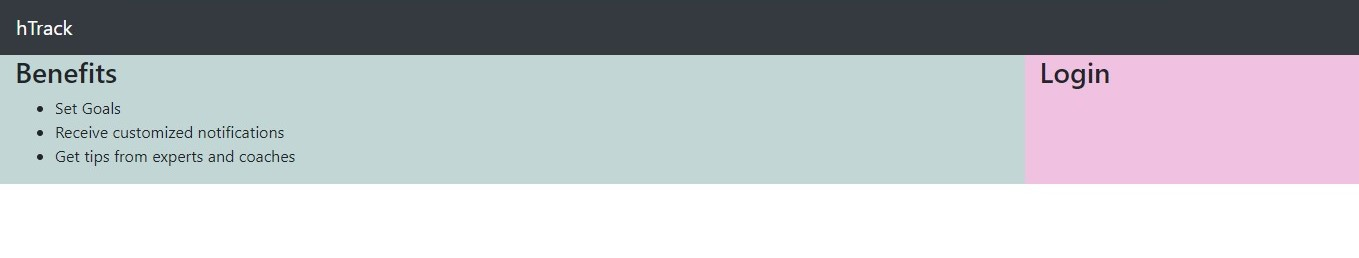 hTrack
Benefits
Login
Set Goals
Receive customized notifications
Get tips from experts and coaches